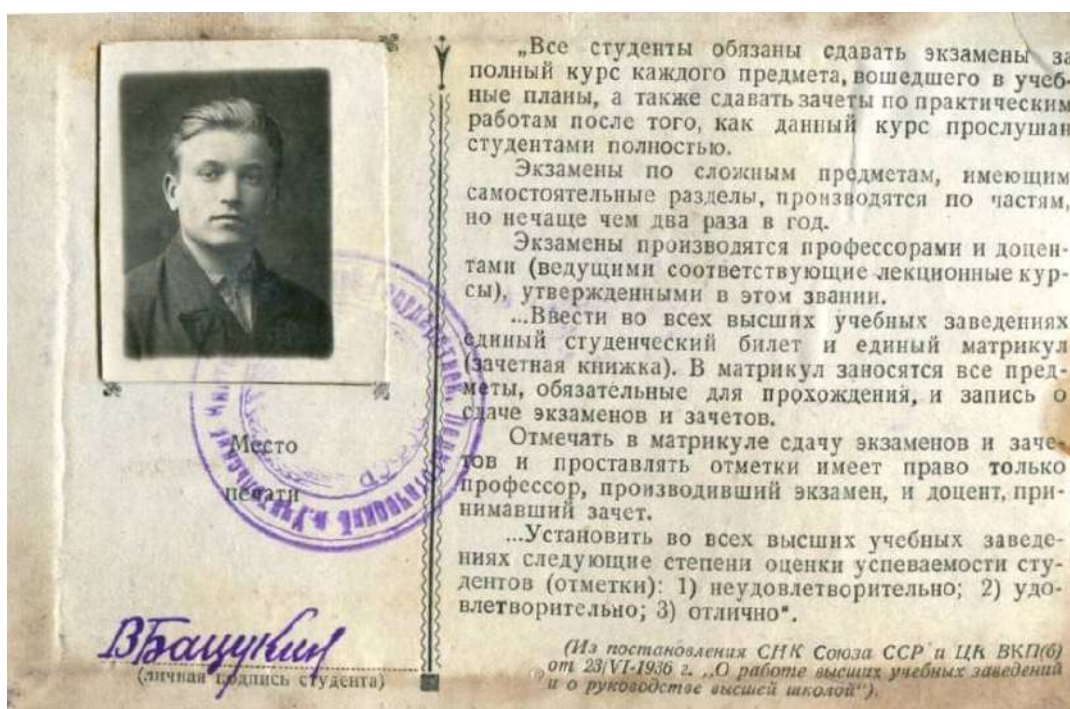 Место
печати
ВБацукин
(личная подпись студента)
„Все студенты обязаны сдавать экзамены за
полный курс каждого предмета, вошедшего в учеб-
ные планы, а также сдавать зачеты по практическим
работам после того, как данный курс прослушан
студентами полностью.
Экзамены по сложным предметам, имеющим
самостоятельные разделы, производятся по частям,
но нечаще чем два раза в год.
Экзамены производятся профессорами и доцен-
тами (ведущими соответствующие лекционные кур-
сы), утвержденными в этом звании.
...Ввести во всех высших учебных заведениях
единый студенческий билет и единый матрикул
(зачетная книжка). В матрикул заносятся все пред-
меты, обязательные для прохождения, и запись о
сдаче экзаменов и зачетов.
Отмечать в матрикуле сдачу экзаменов и заче-
тов и проставлять отметки имеет право только
профессор, производивший экзамен, и доцент, при-
нимавший зачет.
...Установить во всех высших учебных заведе-
ниях следующие степени оценки успеваемости сту-
дентов (отметки): 1) неудовлетворительно; 2) удо-
влетворительно; 3) отлично".
(Из постановления СНК Союза ССР и ЦК ВКП(б)
от 23/VI-1936 г. „О работе высших учебных заведений
и о руководстве высшей школой“).